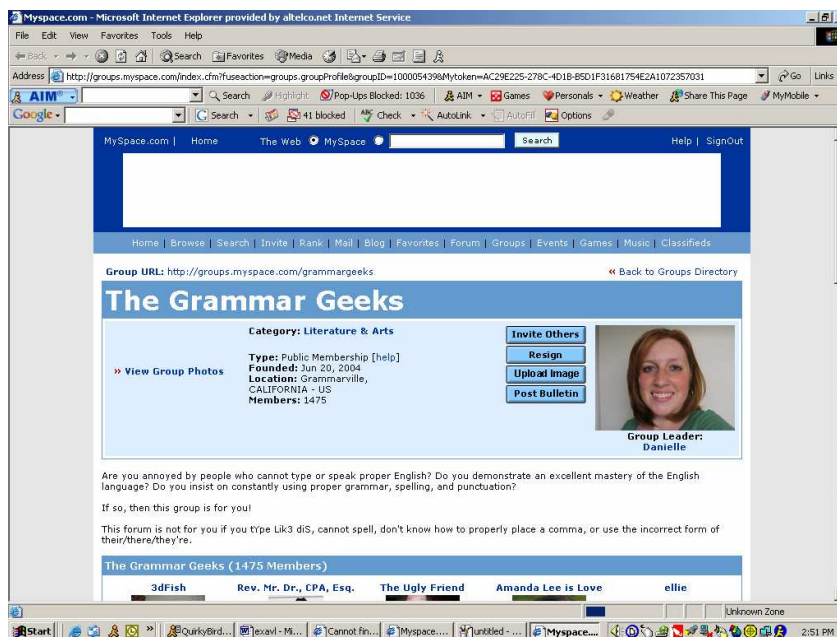 Myspace.com - Microsoft Internet Explorer provided by altelco.net Internet Service
File Edit View Favorites Tools Help
Back Search Favorites Media
Address http://groups.myspace.com/index.cfm?fuseaction=groups.groupProfile&groupID=100005439&Mytoken=AC29E225-278C-4D1B-B5D1F31681754E2A1072357031 Go Links
AIM Search Highlight Pop-Ups Blocked: 1036 AIM Games Personals Weather Share This Page MyMobile
Google Search 41 blocked Check AutoLink AutoFill Options
MySpace.com | Home The Web MySpace Search Help | SignOut
Home | Browse | Search | Invite | Rank | Mail | Blog | Favorites | Forum | Groups | Events | Games | Music | Classifieds
Group URL: http://groups.myspace.com/grammargeeks « Back to Groups Directory
The Grammar Geeks
» View Group Photos
Category: Literature & Arts
Type: Public Membership [help]
Founded: Jun 20, 2004
Location: Grammarville,
CALIFORNIA - US
Members: 1475
Invite Others
Resign
Upload Image
Post Bulletin
Group Leader:
Danielle
Are you annoyed by people who cannot type or speak proper English? Do you demonstrate an excellent mastery of the English
language? Do you insist on constantly using proper grammar, spelling, and punctuation?
If so, then this group is for you!
This forum is not for you if you tYpe Lik3 diS, cannot spell, don't know how to properly place a comma, or use the incorrect form of
their/there/they're.
The Grammar Geeks (1475 Members)
3dFish Rev. Mr. Dr., CPA, Esq. The Ugly Friend Amanda Lee is Love ellie
Unknown Zone
Start » QuirkyBird... exavl - Mi... Cannot fin... Myspace.... untitled - ... Myspace.... 2:51 PM